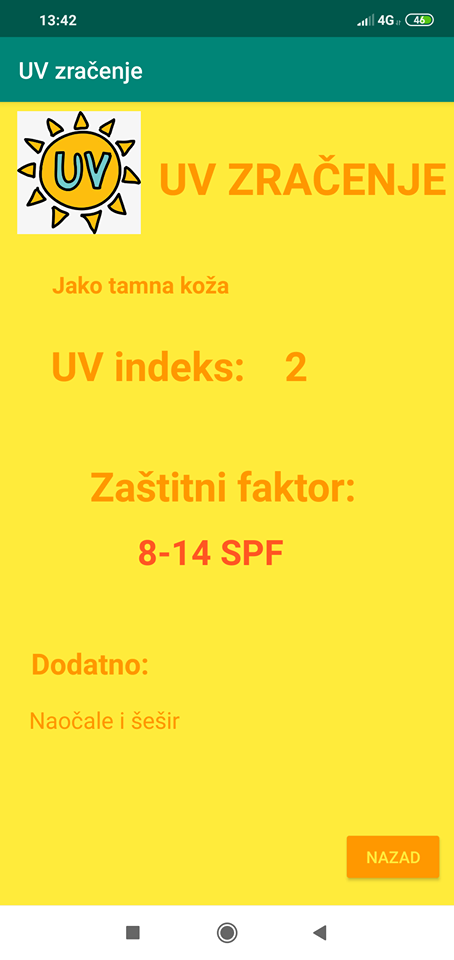 13:42
4G
46
UV zračenje
UV
UV ZRAČENJE
Jako tamna koža
UV indeks: 2
Zaštitni faktor:
8-14 SPF
Dodatno:
Naočale i šešir
NAZAD